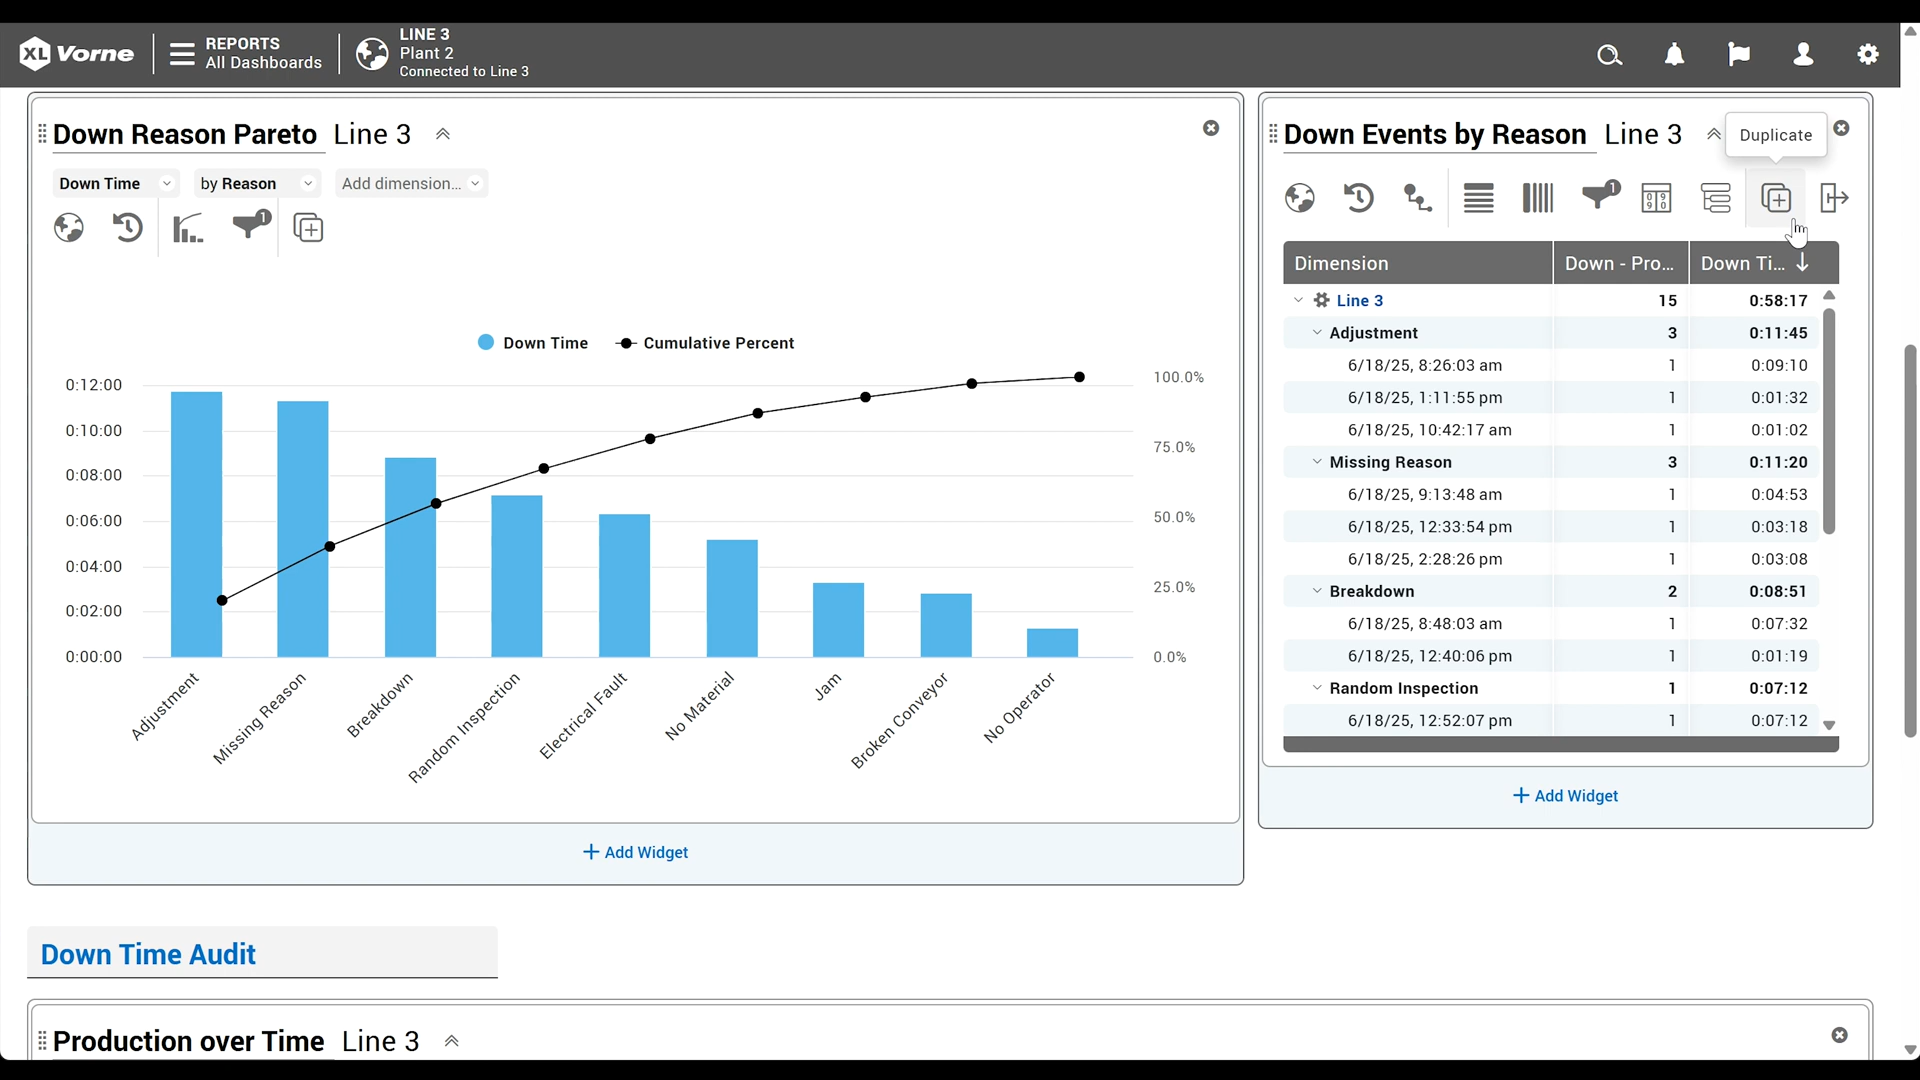 XL Vorne
REPORTS
All Dashboards
LINE 3
Plant 2
Connected to Line 3
Down Reason Pareto Line 3
Down Time
by Reason
Add dimension...
1
Down Time
Cumulative Percent
0:12:00
0:10:00
0:08:00
0:06:00
0:04:00
0:02:00
0:00:00
100.0%
75.0%
50.0%
25.0%
0.0%
Adjustment
Missing Reason
Breakdown
Random Inspection
Electrical Fault
No Material
Jam
Broken Conveyor
No Operator
+ Add Widget
Down Events by Reason Line 3
Duplicate
1
0 9
9 0
Dimension Down - Pro... Down Ti...
Line 3 15 0:58:17
Adjustment 3 0:11:45
6/18/25, 8:26:03 am 1 0:09:10
6/18/25, 1:11:55 pm 1 0:01:32
6/18/25, 10:42:17 am 1 0:01:02
Missing Reason 3 0:11:20
6/18/25, 9:13:48 am 1 0:04:53
6/18/25, 12:33:54 pm 1 0:03:18
6/18/25, 2:28:26 pm 1 0:03:08
Breakdown 2 0:08:51
6/18/25, 8:48:03 am 1 0:07:32
6/18/25, 12:40:06 pm 1 0:01:19
Random Inspection 1 0:07:12
6/18/25, 12:52:07 pm 1 0:07:12
+ Add Widget
Down Time Audit
Production over Time Line 3